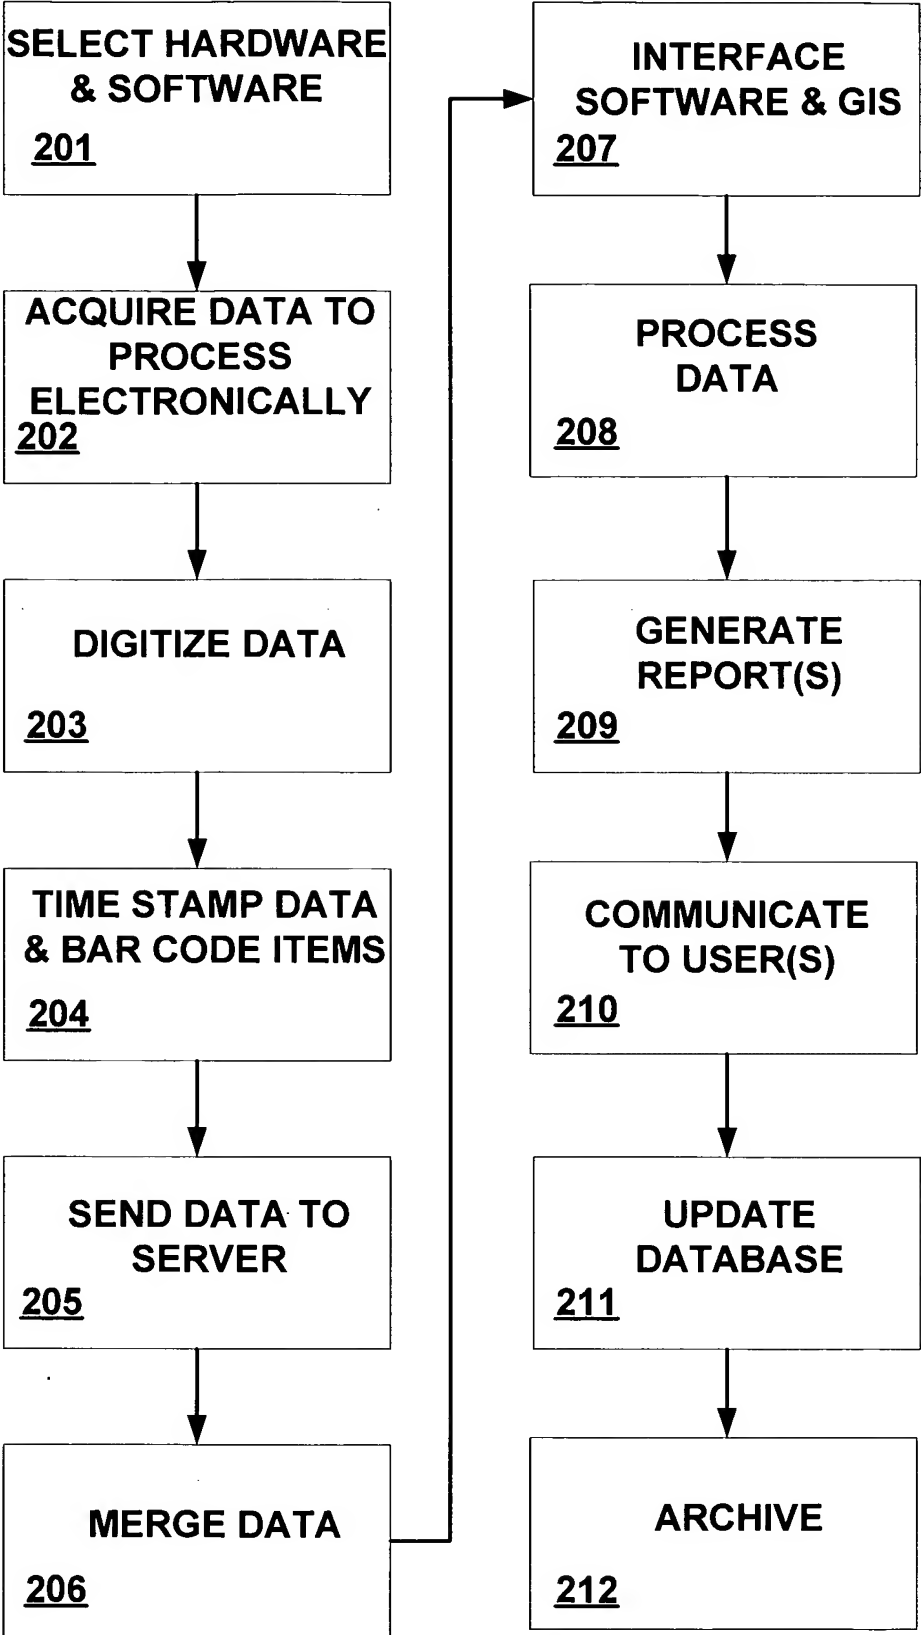 SELECT HARDWARE
& SOFTWARE
201
ACQUIRE DATA TO
PROCESS
ELECTRONICALLY
202
DIGITIZE DATA
203
TIME STAMP DATA
& BAR CODE ITEMS
204
SEND DATA TO
SERVER
205
MERGE DATA
206
INTERFACE
SOFTWARE & GIS
207
PROCESS
DATA
208
GENERATE
REPORT(S)
209
COMMUNICATE
TO USER(S)
210
UPDATE
DATABASE
211
ARCHIVE
212